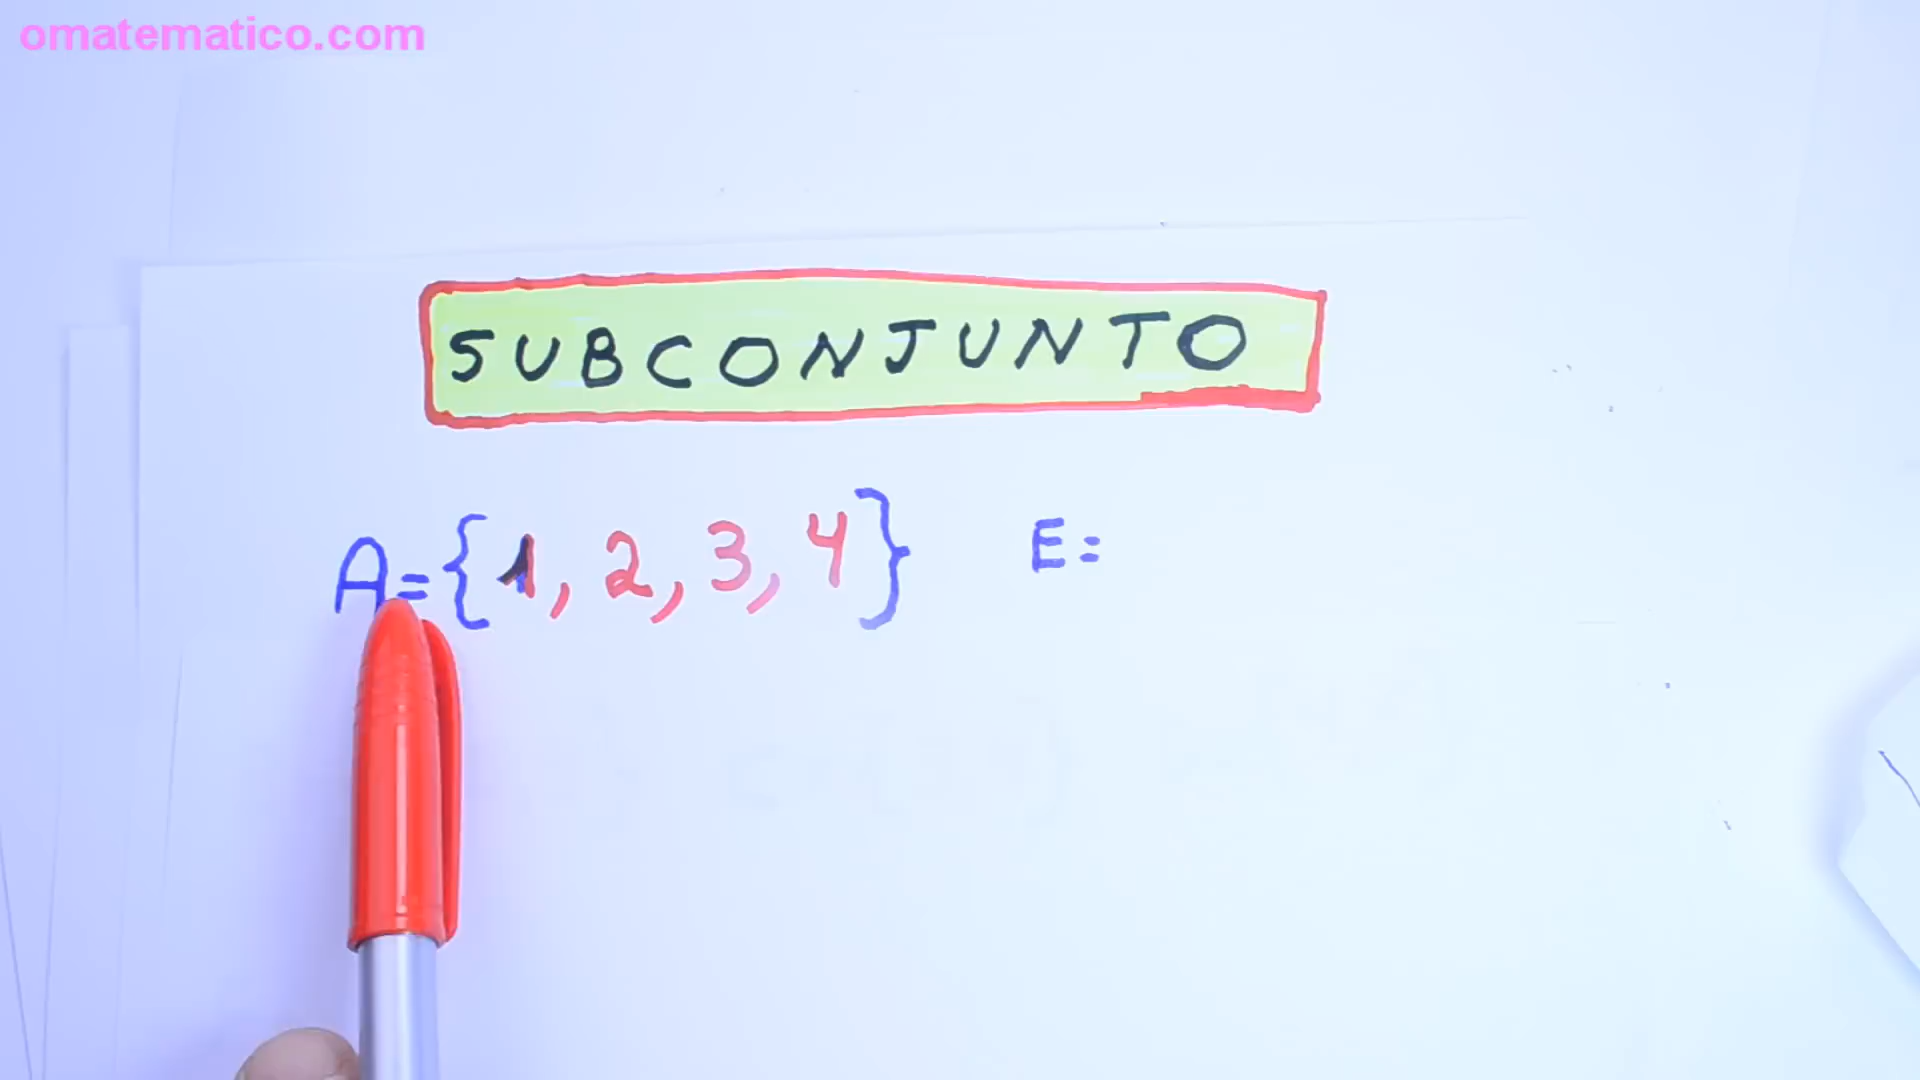 omatematico.com
SUBCONJUNTO
A={1, 2, 3, 4} E=